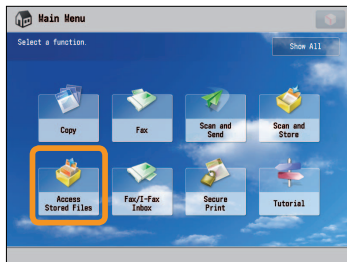 Main Menu
Select a function.
Show All
Copy
Fax
Scan and
Send
Scan and
Store
Access
Stored Files
Fax/I-Fax
Inbox
Secure
Print
Tutorial